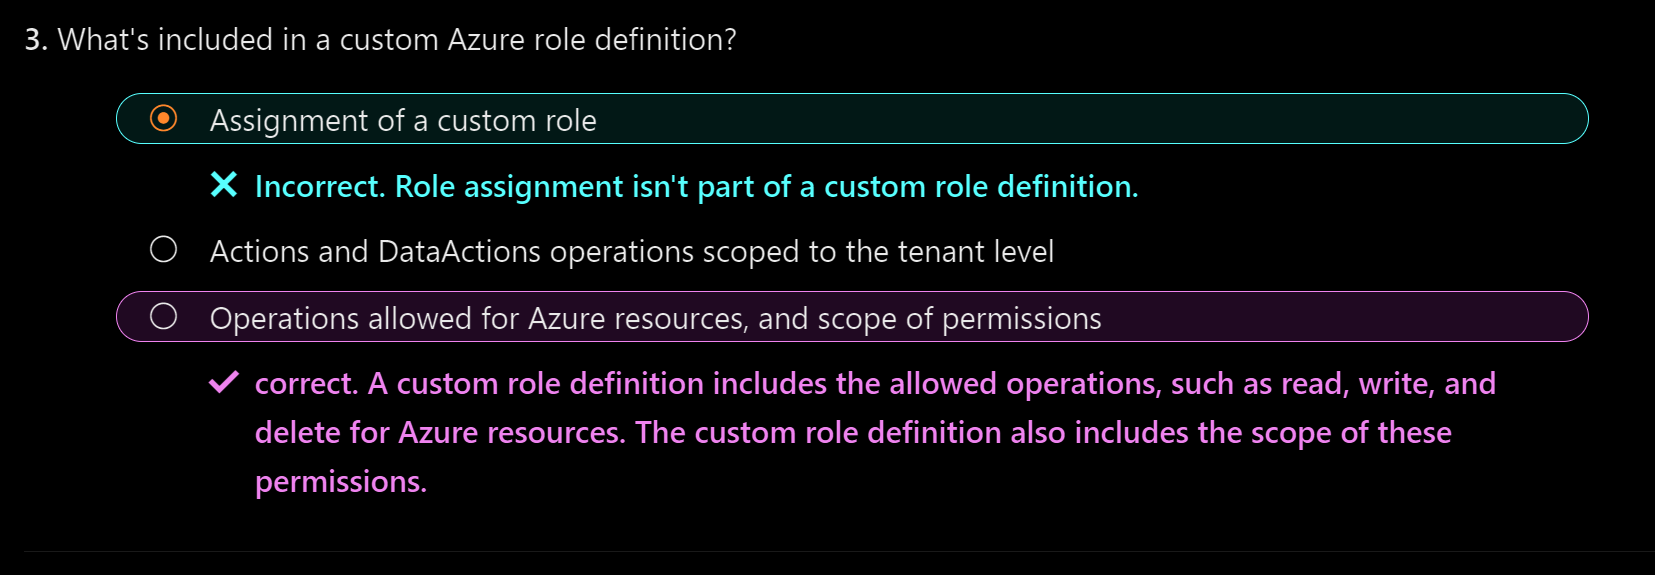 3. What's included in a custom Azure role definition?
Assignment of a custom role
Incorrect. Role assignment isn't part of a custom role definition.
Actions and DataActions operations scoped to the tenant level
Operations allowed for Azure resources, and scope of permissions
correct. A custom role definition includes the allowed operations, such as read, write, and
delete for Azure resources. The custom role definition also includes the scope of these
permissions.